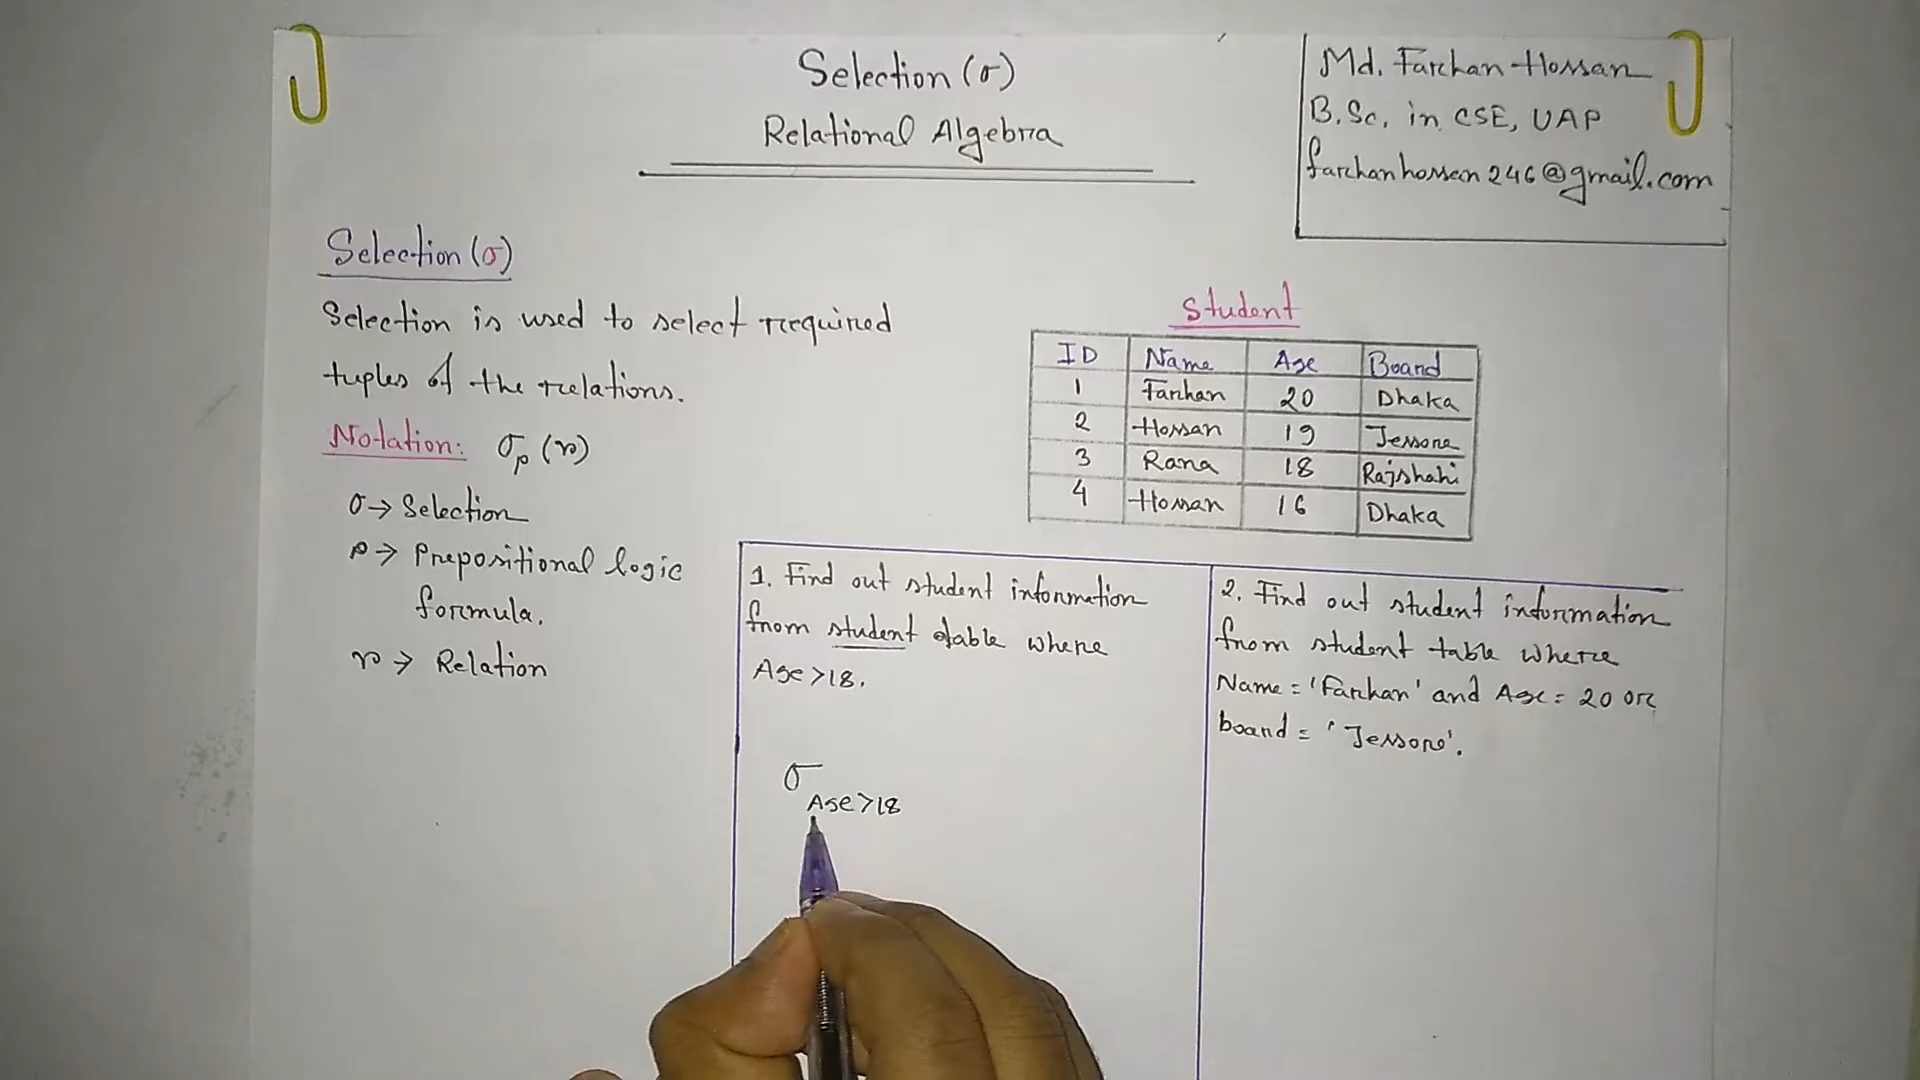 Selection (σ)
Relational Algebra
Md. Farhan Hossan
B.Sc. in CSE, UAP
farhanhossan246@gmail.com
Selection (σ)
Selection is used to select required
tuples of the relations.
Notation: σp (r)
σ → Selection
p → Prepositional logic
formula.
r → Relation
Student
ID Name Age Board
1 Farhan 20 Dhaka
2 Hossan 19 Jessore
3 Rana 18 Rajshahi
4 Hossan 16 Dhaka
1. Find out student information
from student table where
Age >18.
σ Age >18
2. Find out student information
from student table where
Name = 'Farhan' and Age = 20 or
board = 'Jessore'.